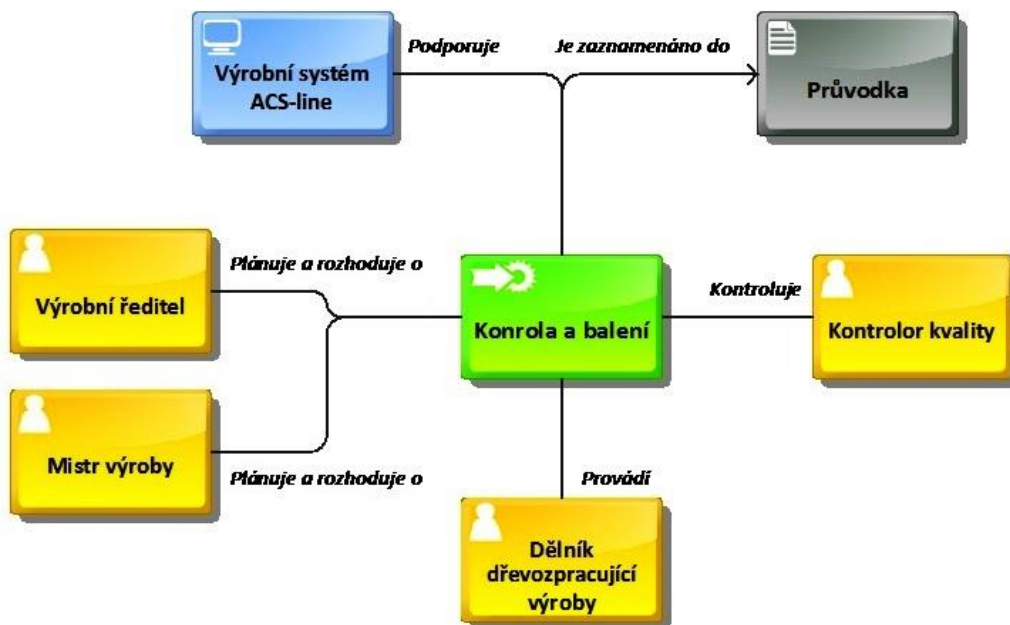 Podporuje
Je zaznamenáno do
Výrobní systém
ACS-line
Průvodka
Plánuje a rozhoduje o
Výrobní ředitel
Konrola a balení
Kontroluje
Kontrolor kvality
Mistr výroby
Plánuje a rozhoduje o
Provádí
Dělník
dřevozpracující
výroby